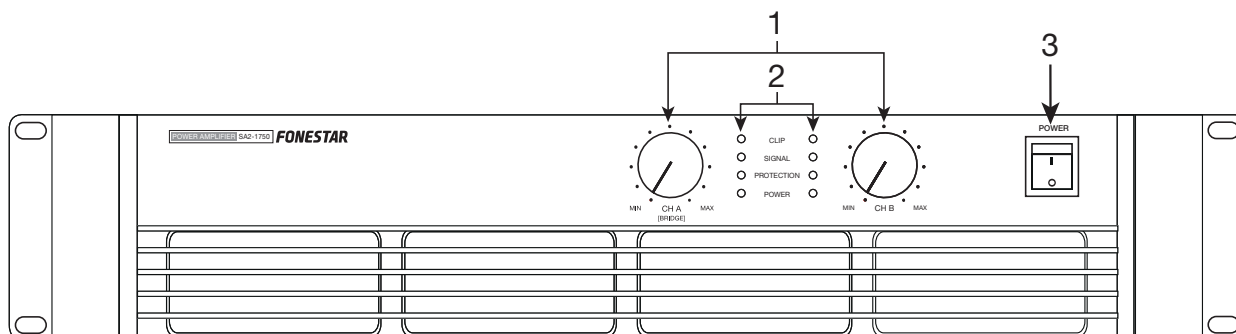 1
2
3
POWER AMPLIFIER SA2-1750 FONESTAR
POWER
CLIP
SIGNAL
PROTECTION
POWER
MIN CH A MAX
[BRIDGE]
MIN CH B MAX